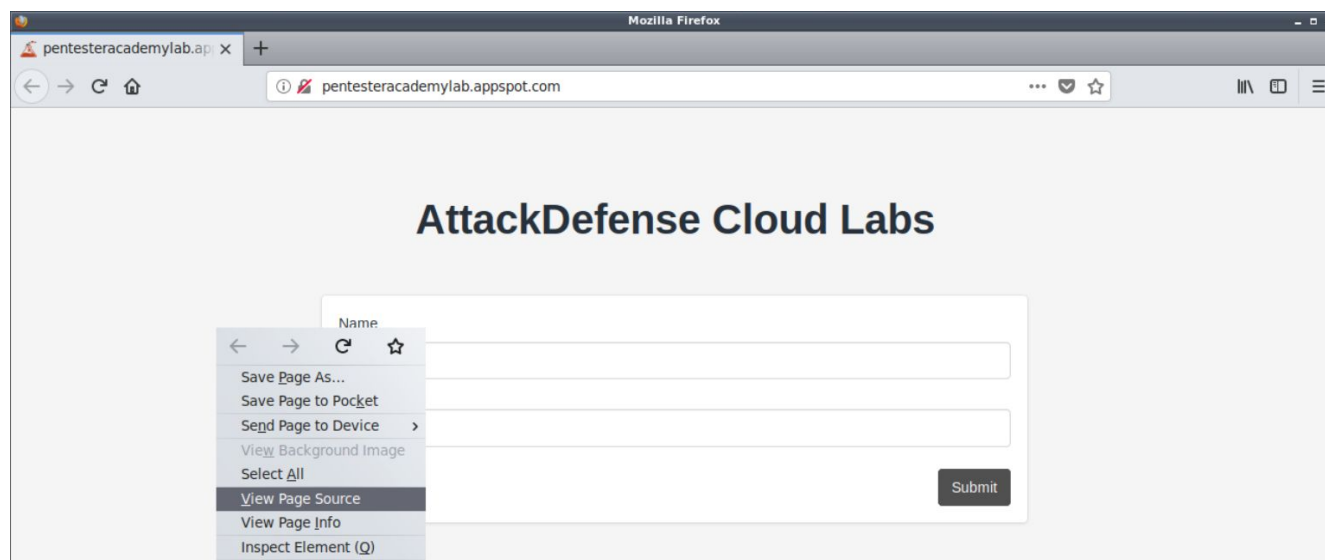 Mozilla Firefox
pentesteracademylab.ap
pentesteracademylab.appspot.com
AttackDefense Cloud Labs
Name
Save Page As...
Save Page to Pocket
Send Page to Device
View Background Image
Select All
View Page Source
Submit
View Page Info
Inspect Element (Q)